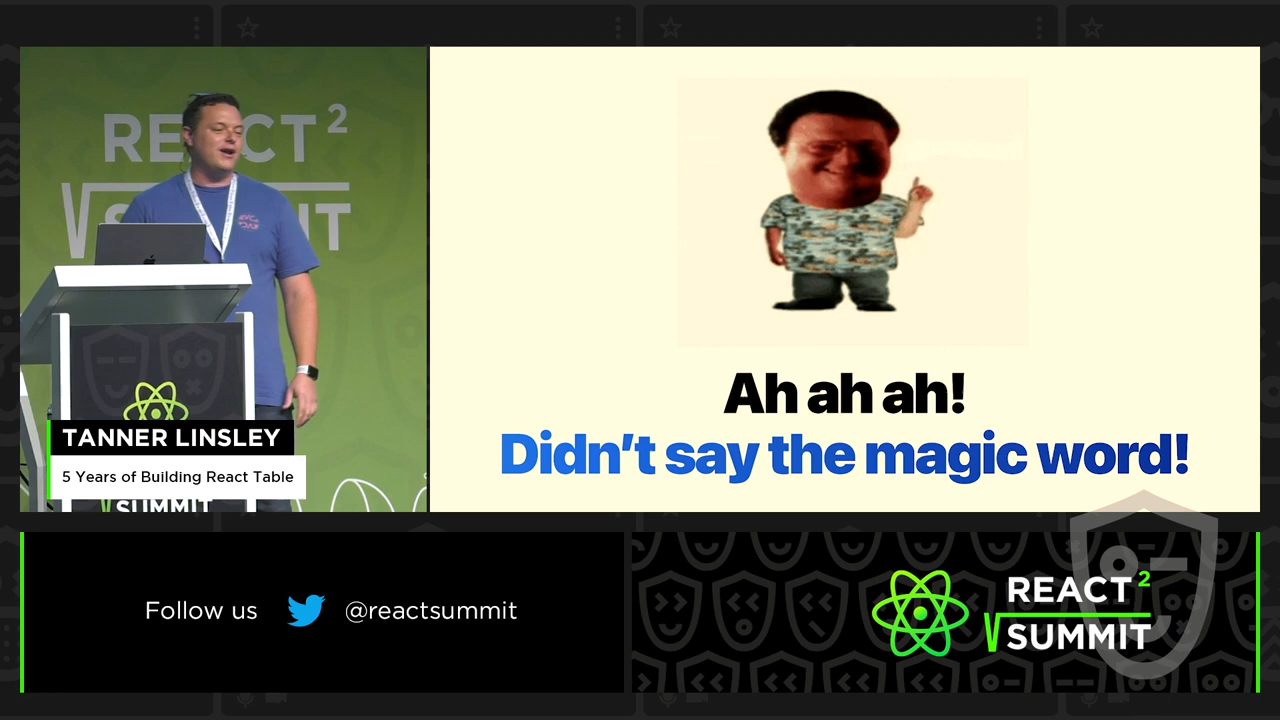 REACT 2
SUMMIT
TANNER LINSLEY
5 Years of Building React Table
SUMMIT
Ah ah ah!
Didn't say the magic word!
Follow us
@reactsummit
REACT 2
SUMMIT